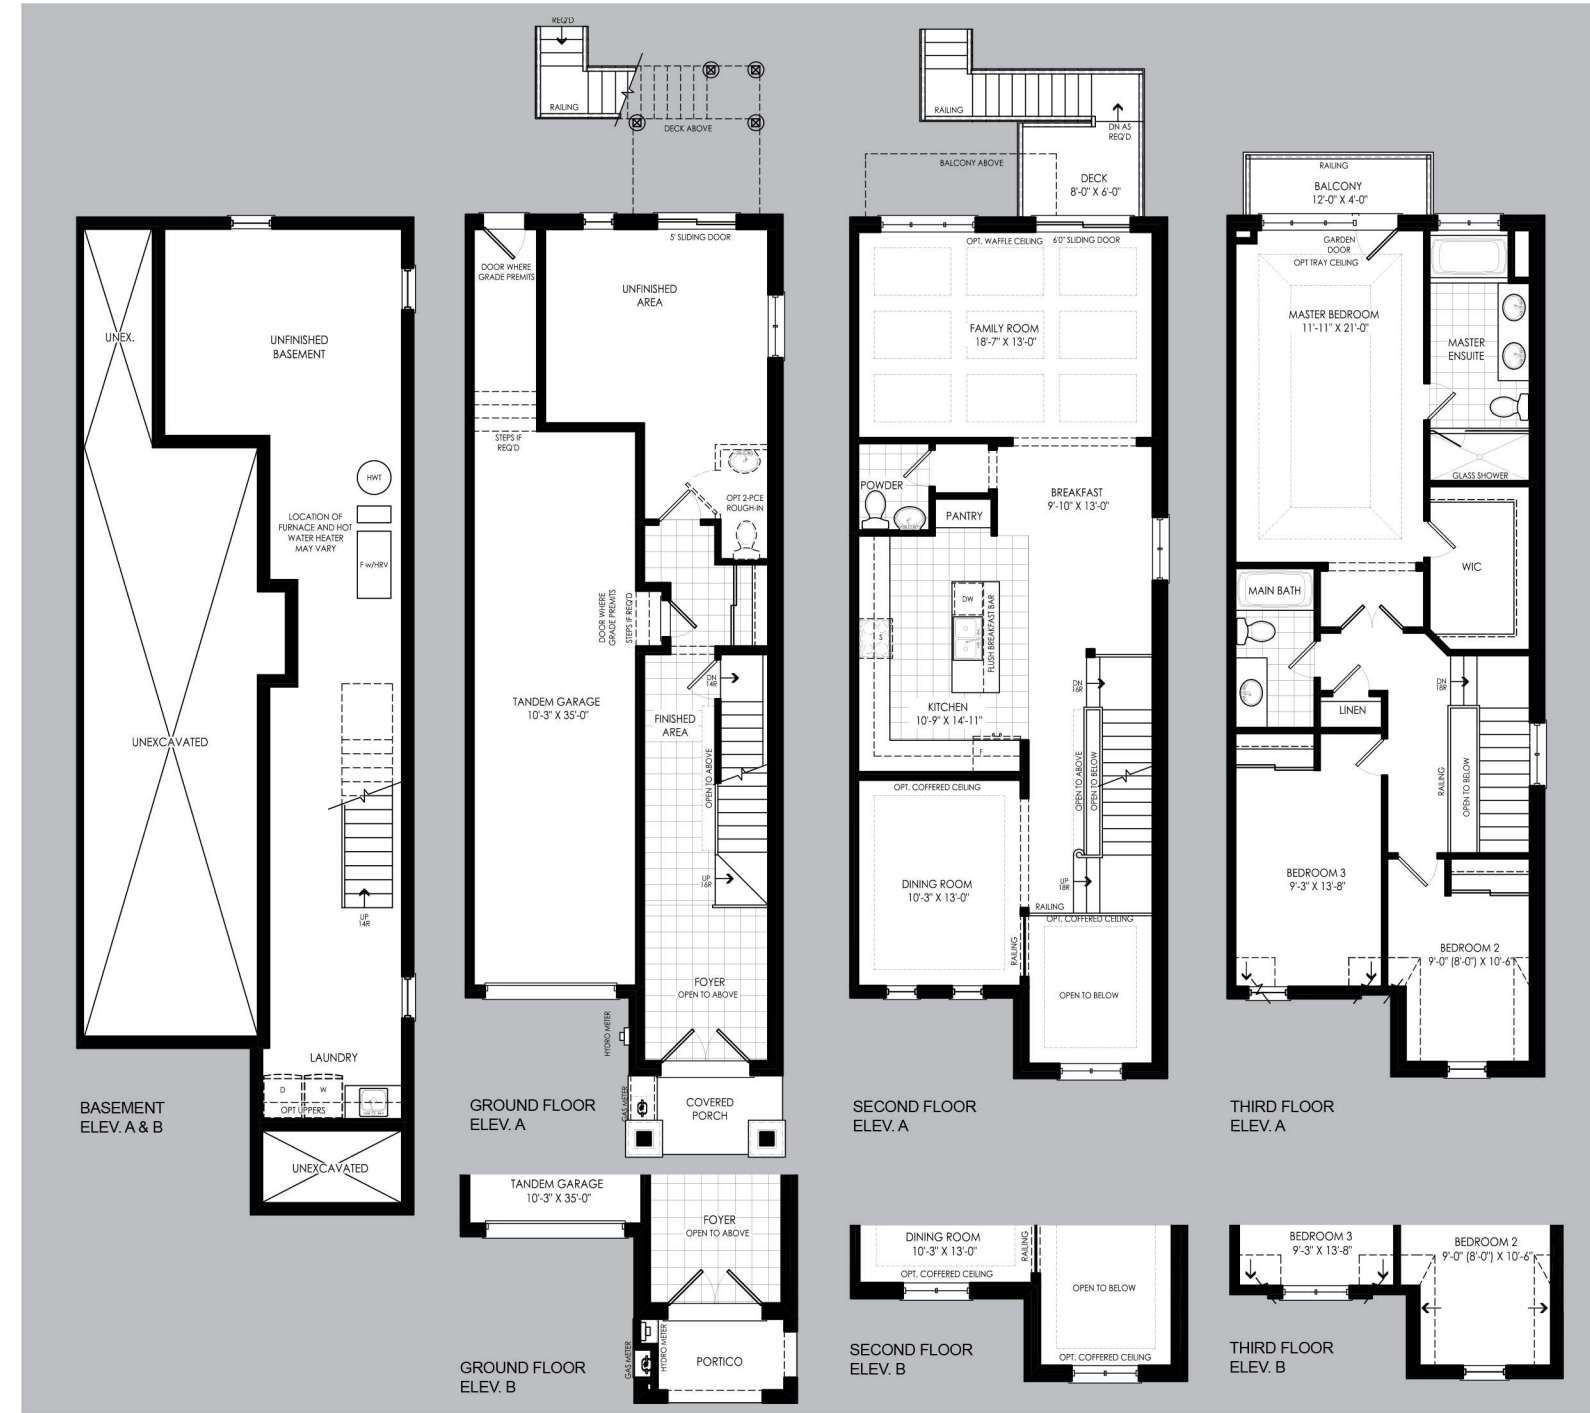 UNEX.
UNFINISHED
BASEMENT
HWT
LOCATION OF
FURNACE AND HOT
WATER HEATER
MAY VARY
F w/HRV
UNEXCAVATED
UP
14R
LAUNDRY
D
W
OPT UPPERS
UNEXCAVATED
BASEMENT
ELEV. A & B
REQ'D
RAILING
DECK ABOVE
5' SLIDING DOOR
DOOR WHERE
GRADE PREMITS
UNFINISHED
AREA
STEPS IF
REQ'D
OPT 2-PCE
ROUGH-IN
DOOR WHERE
GRADE PREMITS
STEPS IF REQ'D
DN
14R
TANDEM GARAGE
10'-3" X 35'-0"
FINISHED
AREA
OPEN TO ABOVE
UP
16R
FOYER
OPEN TO ABOVE
HYDRO METER
GAS METER
COVERED
PORCH
GROUND FLOOR
ELEV. A
TANDEM GARAGE
10'-3" X 35'-0"
FOYER
OPEN TO ABOVE
GAS METER
HYDRO METER
PORTICO
GROUND FLOOR
ELEV. B
RAILING
DN AS
REQ'D
BALCONY ABOVE
DECK
8'-0" X 6'-0"
OPT. WAFFLE CEILING
6'0" SLIDING DOOR
FAMILY ROOM
18'-7" X 13'-0"
POWDER
PANTRY
BREAKFAST
9'-10" X 13'-0"
DW
FLUSH BREAKFAST BAR
S
KITCHEN
10'-9" X 14'-11"
F
DN
16R
OPEN TO ABOVE
OPEN TO BELOW
OPT. COFFERED CEILING
DINING ROOM
10'-3" X 13'-0"
UP
18R
RAILING
OPT. COFFERED CEILING
RAILING
OPEN TO BELOW
SECOND FLOOR
ELEV. A
DINING ROOM
10'-3" X 13'-0"
OPT. COFFERED CEILING
RAILING
OPEN TO BELOW
OPT. COFFERED CEILING
SECOND FLOOR
ELEV. B
RAILING
BALCONY
12'-0" X 4'-0"
GARDEN
DOOR
OPT TRAY CEILING
MASTER BEDROOM
11'-11" X 21'-0"
MASTER
ENSUITE
GLASS SHOWER
WIC
MAIN BATH
LINEN
DN
18R
RAILING
OPEN TO BELOW
BEDROOM 3
9'-3" X 13'-8"
BEDROOM 2
9'-0" (8'-0") X 10'-6"
THIRD FLOOR
ELEV. A
BEDROOM 3
9'-3" X 13'-8"
BEDROOM 2
9'-0" (8'-0") X 10'-6"
THIRD FLOOR
ELEV. B